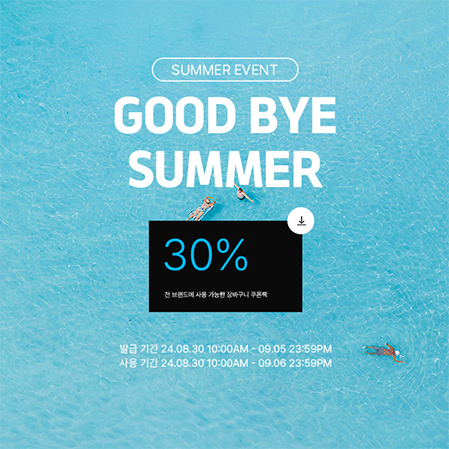 SUMMER EVENT
GOOD BYE
SUMMER
30%
전 브랜드에 사용 가능한 장바구니 쿠폰팩
발급 기간 24.08.30 10:00AM - 09.05 23:59PM
사용 기간 24.08.30 10:00AM - 09.06 23:59PM